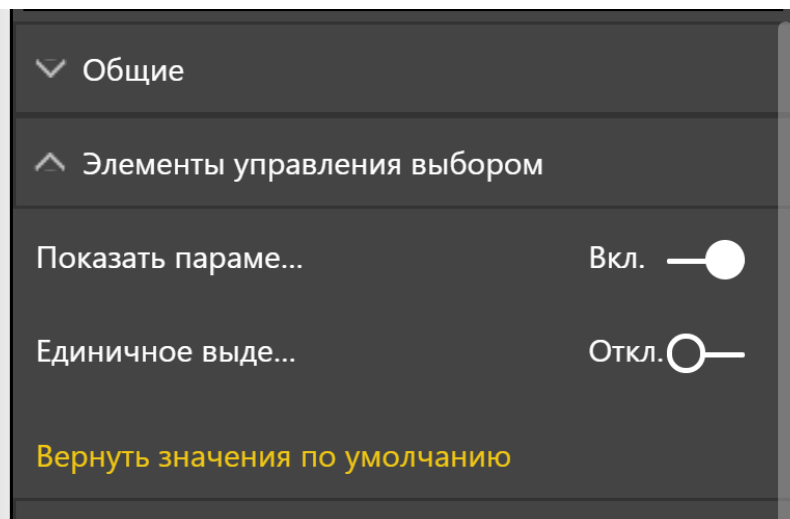 Общие
Элементы управления выбором
Показать параме... Вкл.
Единичное выде... Откл.
Вернуть значения по умолчанию